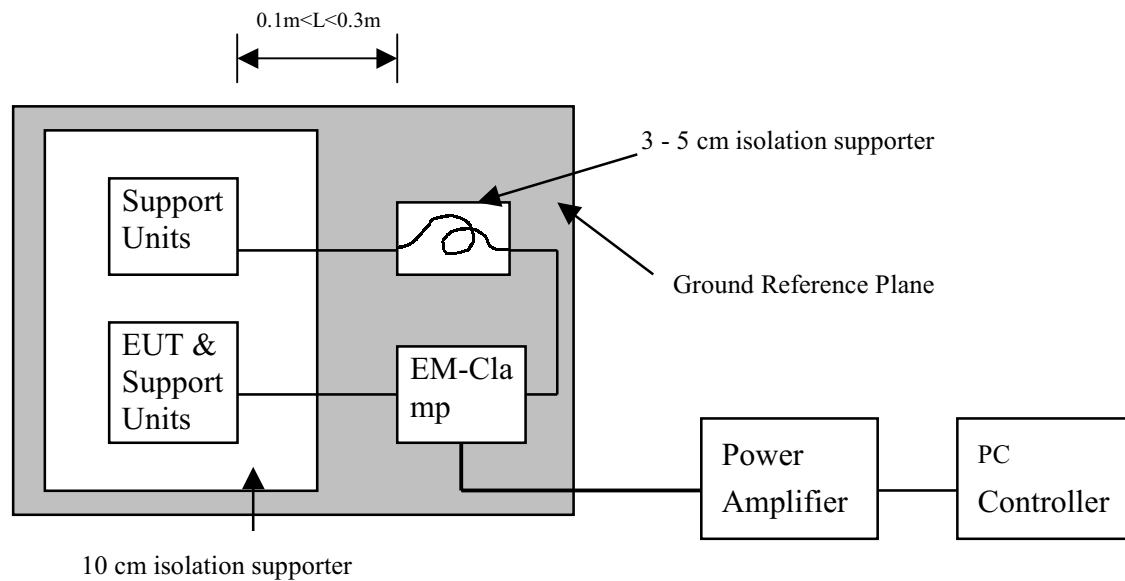 0.1m<L<0.3m
3 - 5 cm isolation supporter
Support
Units
Ground Reference Plane
EUT &
Support
Units
EM-Cla
mp
Power
Amplifier
PC
Controller
10 cm isolation supporter